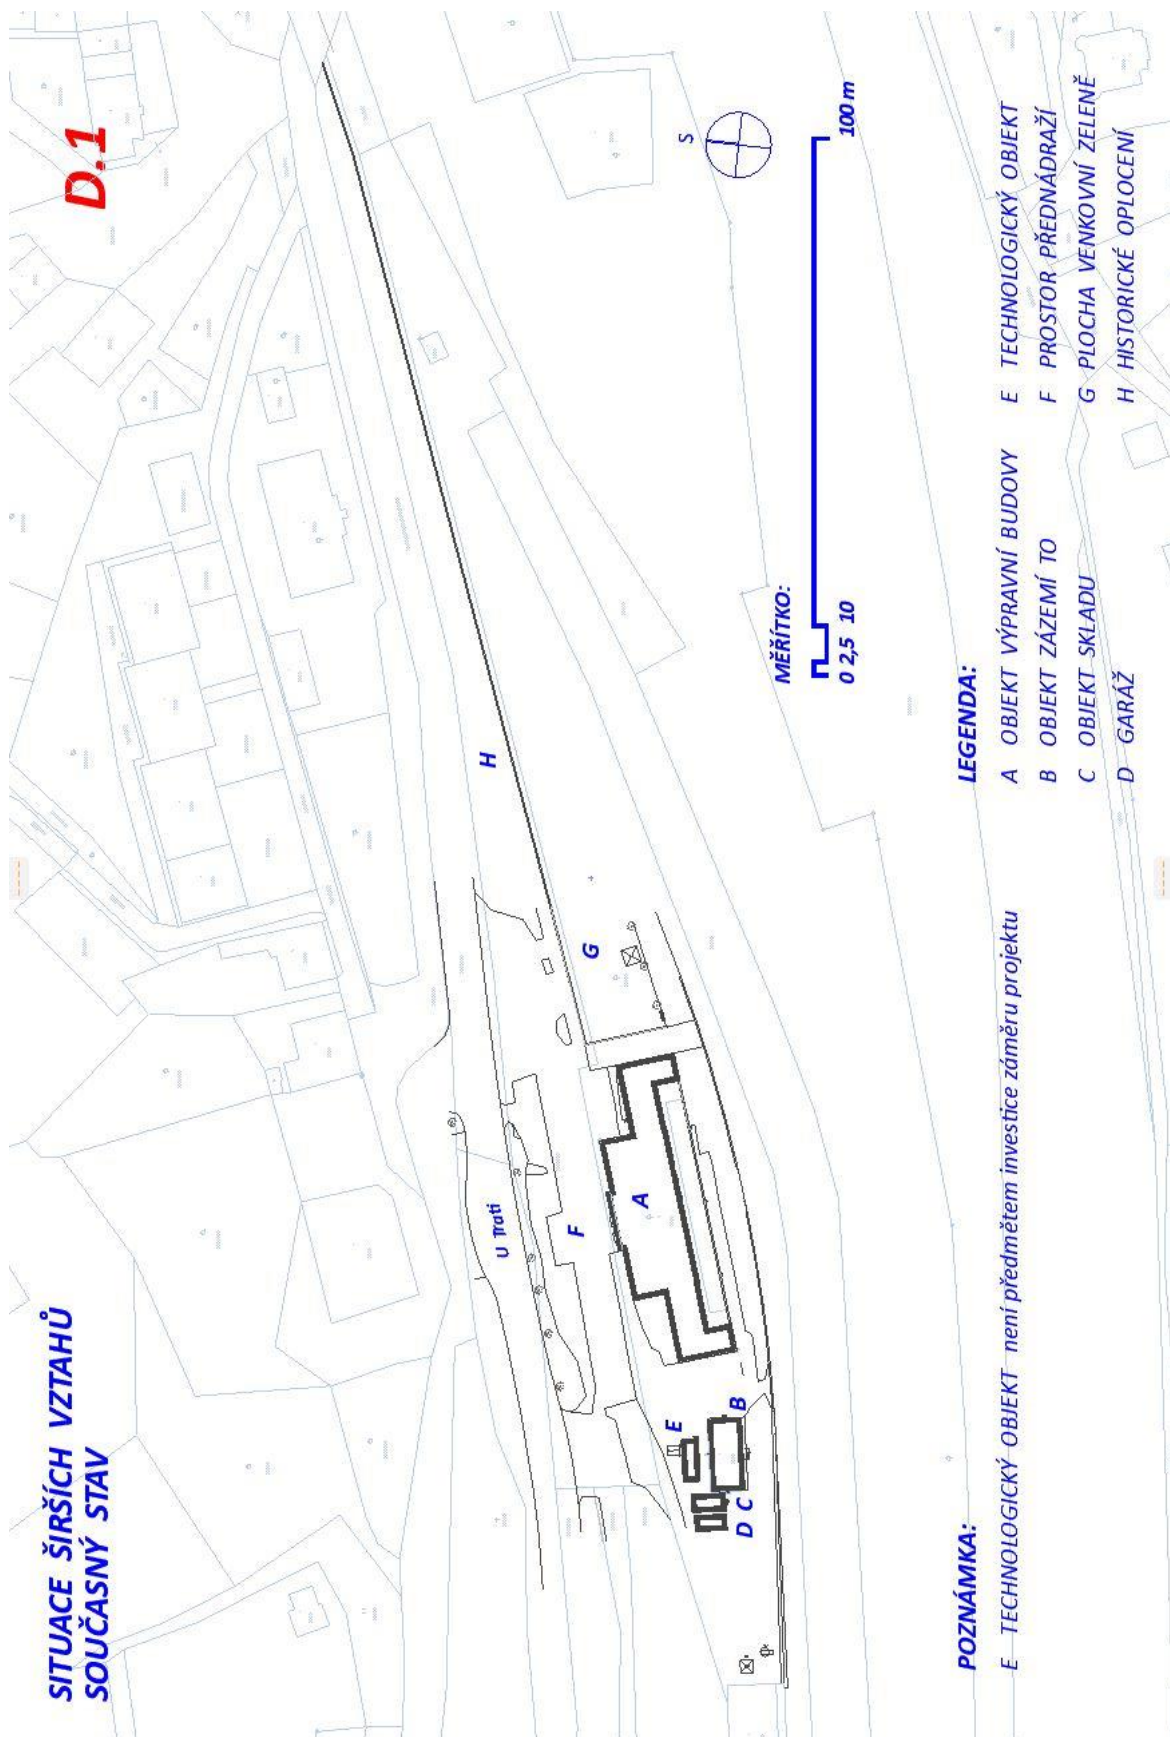 SITUACE ŠIRŠÍCH VZTAHŮ
SOUČASNÝ STAV
D.1
U Trati
H
G
F
A
E
B
D C
S
MĚŘÍTKO:
0 2,5 10 100 m
POZNÁMKA:
E TECHNOLOGICKÝ OBJEKT není předmětem investice záměru projektu
LEGENDA:
A OBJEKT VÝPRAVNÍ BUDOVY
B OBJEKT ZÁZEMÍ TO
C OBJEKT SKLADU
D GARÁŽ
E TECHNOLOGICKÝ OBJEKT
F PROSTOR PŘEDNÁDRAŽÍ
G PLOCHA VENKOVNÍ ZELENĚ
H HISTORICKÉ OPLOCENÍ